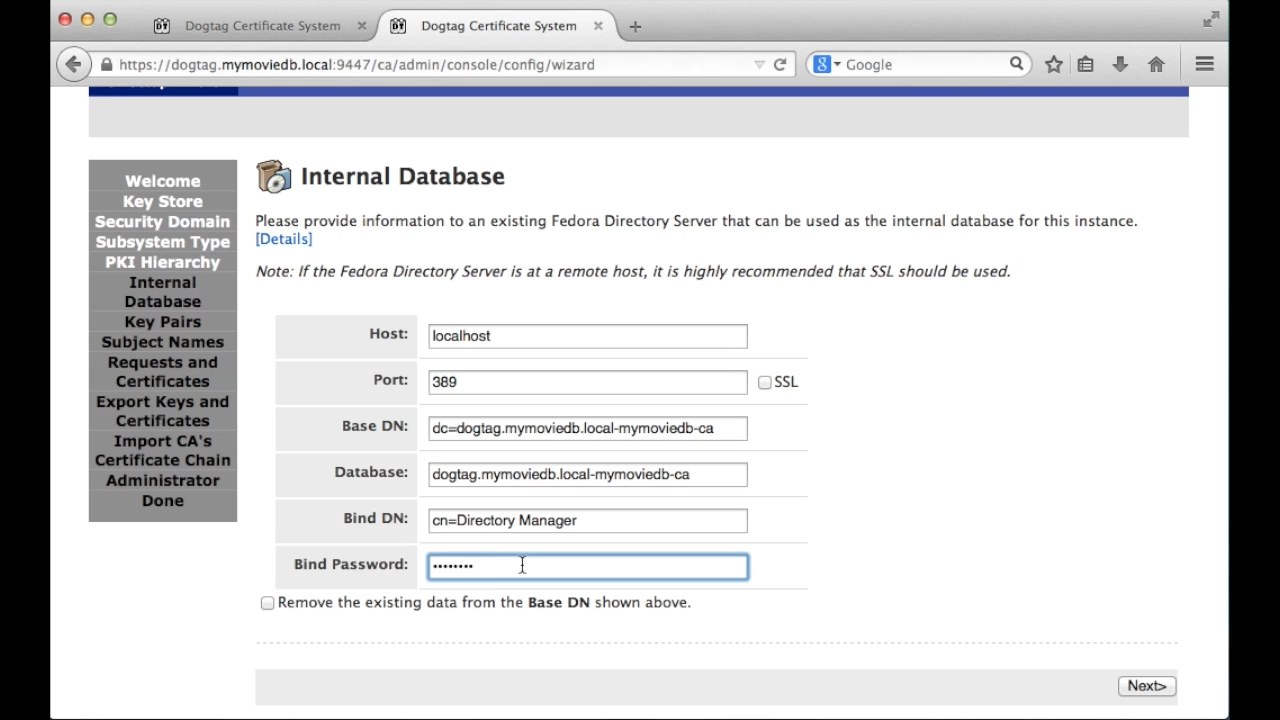 Dogtag Certificate System
Dogtag Certificate System
https://dogtag.mymoviedb.local:9447/ca/admin/console/config/wizard
Google
Internal Database
Please provide information to an existing Fedora Directory Server that can be used as the internal database for this instance.
[Details]
Note: If the Fedora Directory Server is at a remote host, it is highly recommended that SSL should be used.
Welcome
Key Store
Security Domain
Subsystem Type
PKI Hierarchy
Internal
Database
Key Pairs
Subject Names
Requests and
Certificates
Export Keys and
Certificates
Import CA's
Certificate Chain
Administrator
Done
Host: localhost
Port: 389 SSL
Base DN: dc=dogtag.mymoviedb.local-mymoviedb-ca
Database: dogtag.mymoviedb.local-mymoviedb-ca
Bind DN: cn=Directory Manager
Bind Password: ••••••••
Remove the existing data from the Base DN shown above.
Next>